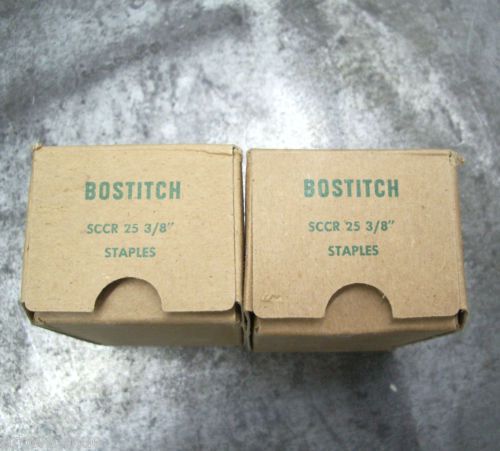 BOSTITCH
SCCR 25 3/8"
STAPLES
BOSTITCH
SCCR 25 3/8"
STAPLES